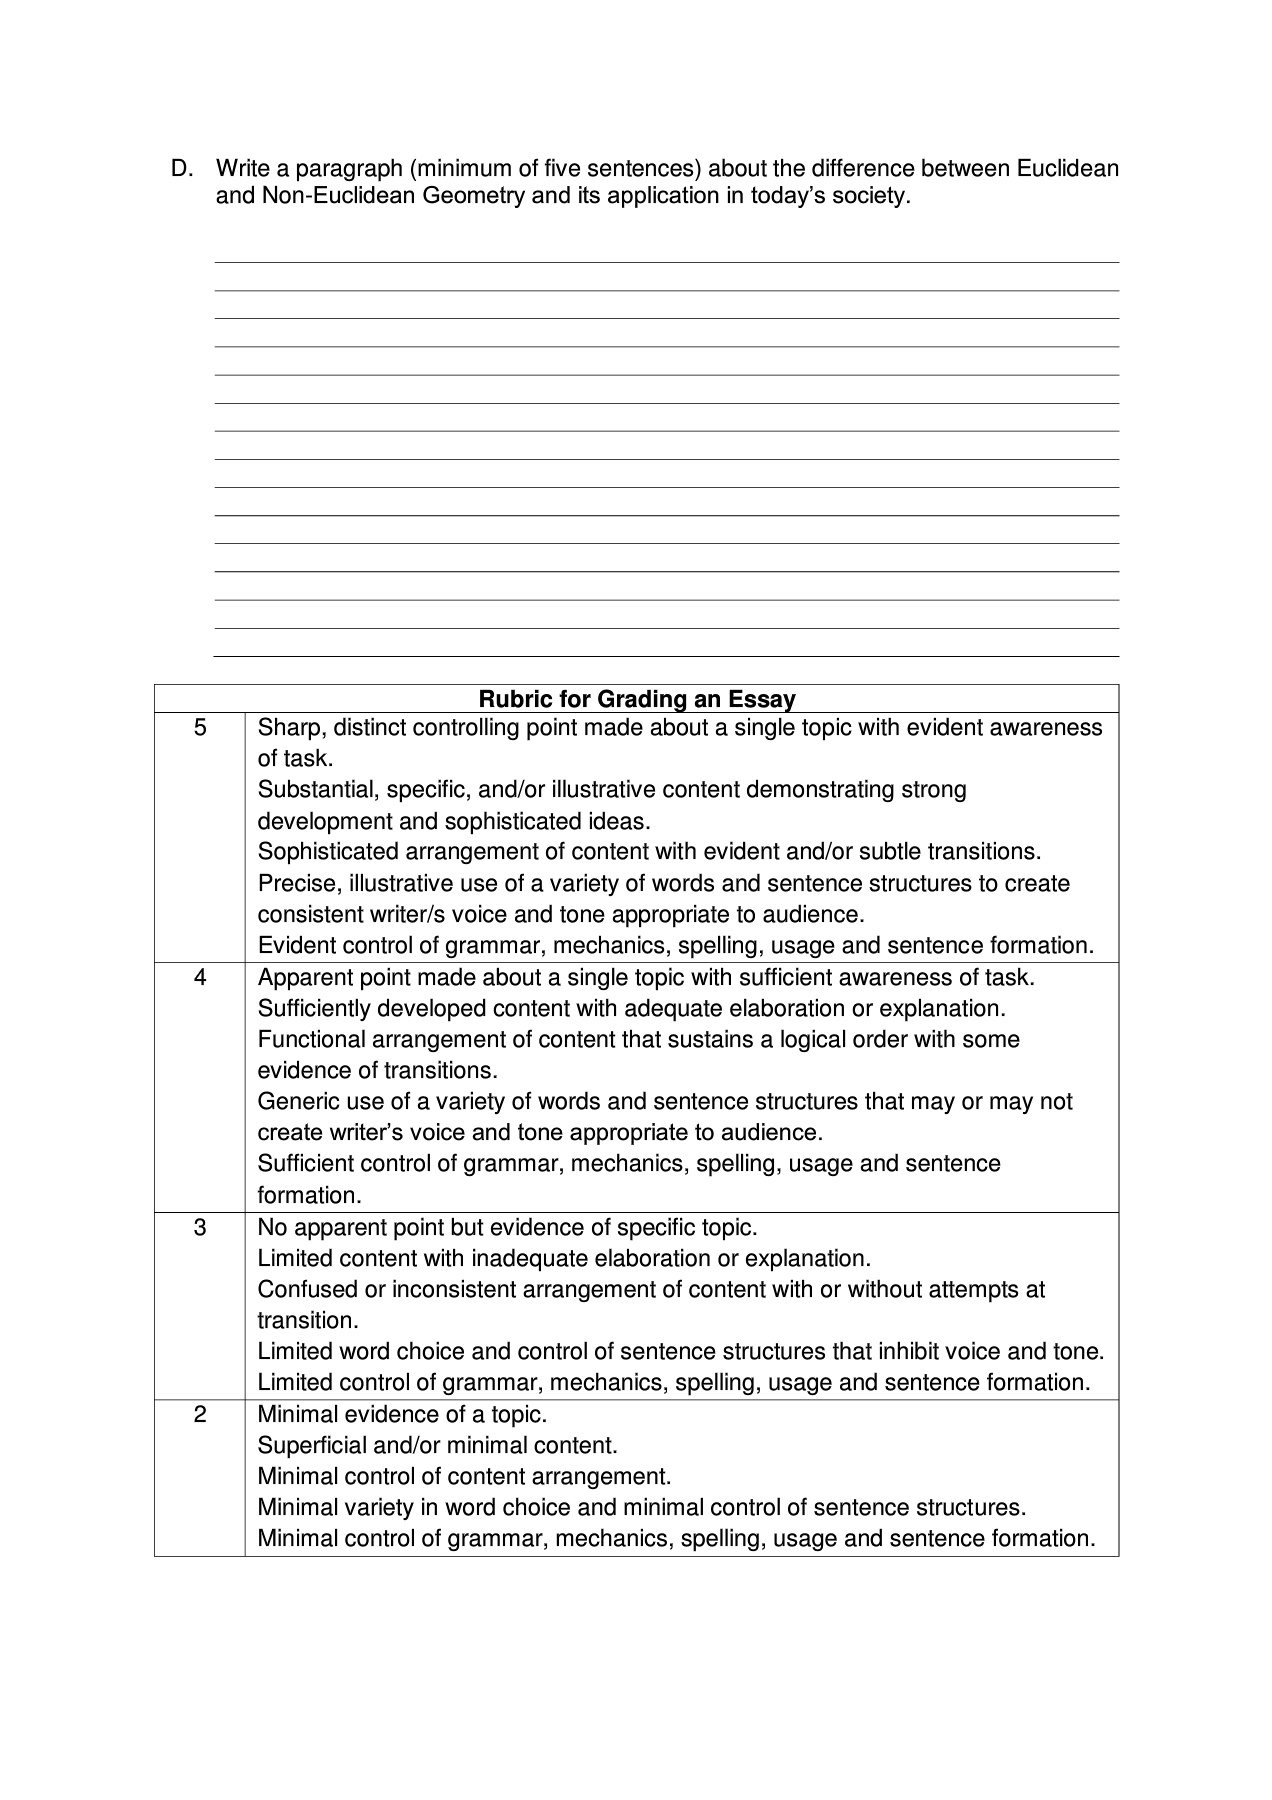 D. Write a paragraph (minimum of five sentences) about the difference between Euclidean
and Non-Euclidean Geometry and its application in today's society.
Rubric for Grading an Essay
5 Sharp, distinct controlling point made about a single topic with evident awareness
of task.
Substantial, specific, and/or illustrative content demonstrating strong
development and sophisticated ideas.
Sophisticated arrangement of content with evident and/or subtle transitions.
Precise, illustrative use of a variety of words and sentence structures to create
consistent writer/s voice and tone appropriate to audience.
Evident control of grammar, mechanics, spelling, usage and sentence formation.
4 Apparent point made about a single topic with sufficient awareness of task.
Sufficiently developed content with adequate elaboration or explanation.
Functional arrangement of content that sustains a logical order with some
evidence of transitions.
Generic use of a variety of words and sentence structures that may or may not
create writer's voice and tone appropriate to audience.
Sufficient control of grammar, mechanics, spelling, usage and sentence
formation.
3 No apparent point but evidence of specific topic.
Limited content with inadequate elaboration or explanation.
Confused or inconsistent arrangement of content with or without attempts at
transition.
Limited word choice and control of sentence structures that inhibit voice and tone.
Limited control of grammar, mechanics, spelling, usage and sentence formation.
2 Minimal evidence of a topic.
Superficial and/or minimal content.
Minimal control of content arrangement.
Minimal variety in word choice and minimal control of sentence structures.
Minimal control of grammar, mechanics, spelling, usage and sentence formation.